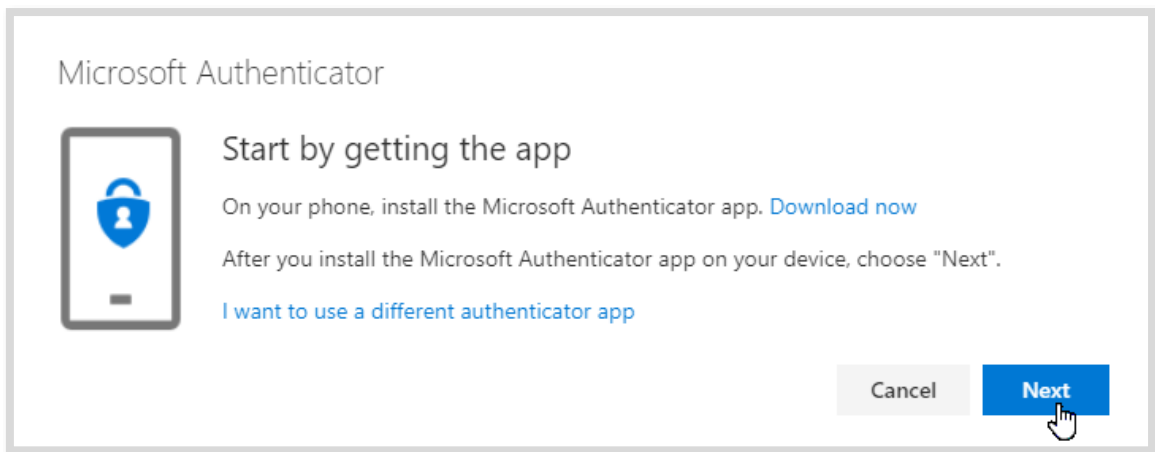 Microsoft Authenticator
Start by getting the app
On your phone, install the Microsoft Authenticator app. Download now
After you install the Microsoft Authenticator app on your device, choose "Next".
I want to use a different authenticator app
Cancel
Next